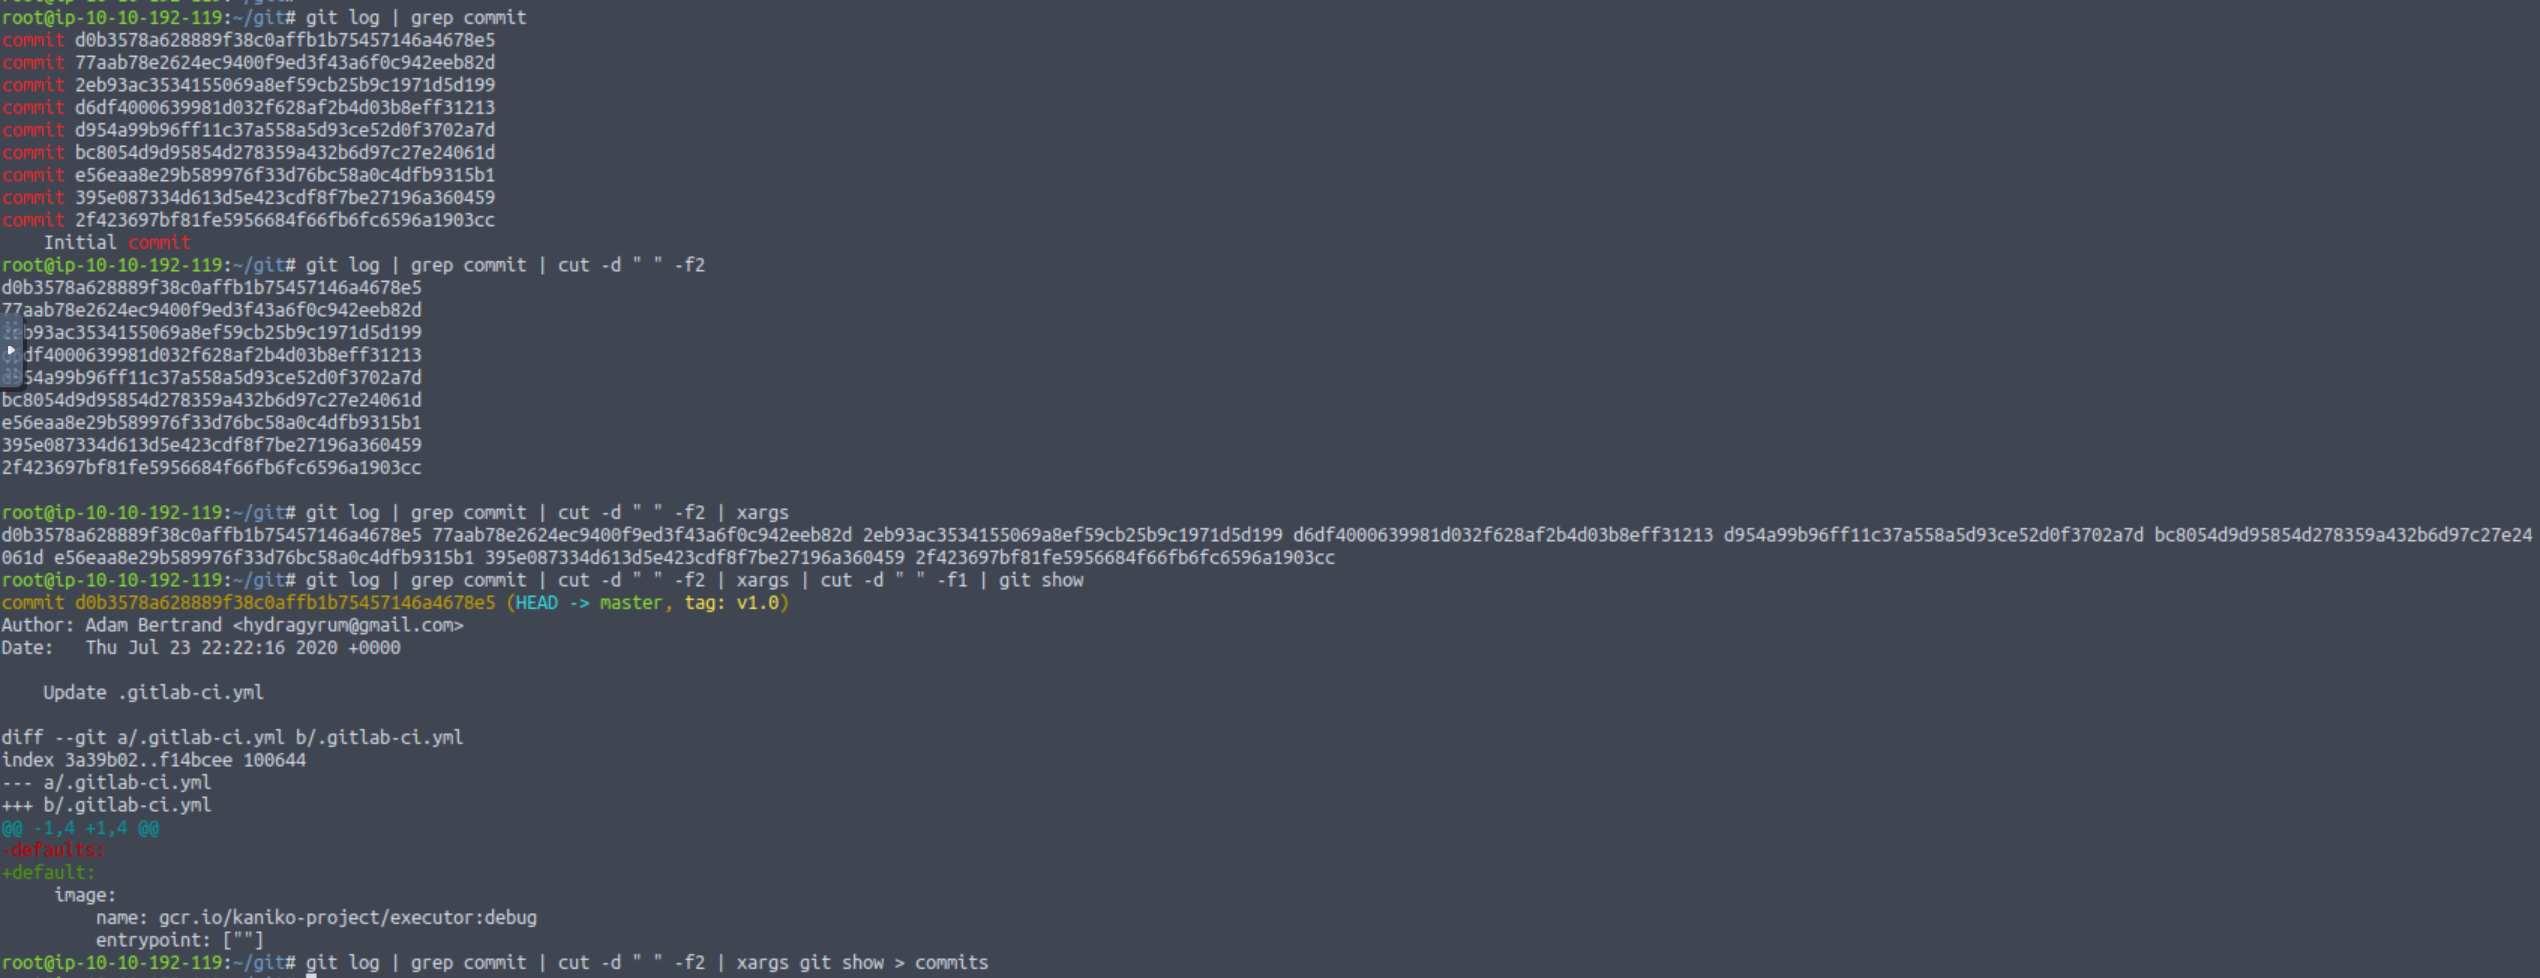 root@ip-10-10-192-119:~/git# git log | grep commit
commit d0b3578a628889f38c0affb1b75457146a4678e5
commit 77aab78e2624ec9400f9ed3f43a6f0c942eeb82d
commit 2eb93ac3534155069a8ef59cb25b9c1971d5d199
commit d6df4000639981d032f628af2b4d03b8eff31213
commit d954a99b96ff11c37a558a5d93ce52d0f3702a7d
commit bc8054d9d95854d278359a432b6d97c27e24061d
commit e56eaa8e29b589976f33d76bc58a0c4dfb9315b1
commit 395e087334d613d5e423cdf8f7be27196a360459
commit 2f423697bf81fe5956684f66fb6fc6596a1903cc
    Initial commit
root@ip-10-10-192-119:~/git# git log | grep commit | cut -d " " -f2
d0b3578a628889f38c0affb1b75457146a4678e5
77aab78e2624ec9400f9ed3f43a6f0c942eeb82d
2eb93ac3534155069a8ef59cb25b9c1971d5d199
d6df4000639981d032f628af2b4d03b8eff31213
d954a99b96ff11c37a558a5d93ce52d0f3702a7d
bc8054d9d95854d278359a432b6d97c27e24061d
e56eaa8e29b589976f33d76bc58a0c4dfb9315b1
395e087334d613d5e423cdf8f7be27196a360459
2f423697bf81fe5956684f66fb6fc6596a1903cc

root@ip-10-10-192-119:~/git# git log | grep commit | cut -d " " -f2 | xargs
d0b3578a628889f38c0affb1b75457146a4678e5 77aab78e2624ec9400f9ed3f43a6f0c942eeb82d 2eb93ac3534155069a8ef59cb25b9c1971d5d199 d6df4000639981d032f628af2b4d03b8eff31213 d954a99b96ff11c37a558a5d93ce52d0f3702a7d bc8054d9d95854d278359a432b6d97c27e24
061d e56eaa8e29b589976f33d76bc58a0c4dfb9315b1 395e087334d613d5e423cdf8f7be27196a360459 2f423697bf81fe5956684f66fb6fc6596a1903cc
root@ip-10-10-192-119:~/git# git log | grep commit | cut -d " " -f2 | xargs | cut -d " " -f1 | git show
commit d0b3578a628889f38c0affb1b75457146a4678e5 (HEAD -> master, tag: v1.0)
Author: Adam Bertrand <hydragyrum@gmail.com>
Date:   Thu Jul 23 22:22:16 2020 +0000

    Update .gitlab-ci.yml

diff --git a/.gitlab-ci.yml b/.gitlab-ci.yml
index 3a39b02..f14bcee 100644
--- a/.gitlab-ci.yml
+++ b/.gitlab-ci.yml
@@ -1,4 +1,4 @@
-defaults:
+default:
     image:
         name: gcr.io/kaniko-project/executor:debug
         entrypoint: [""]
root@ip-10-10-192-119:~/git# git log | grep commit | cut -d " " -f2 | xargs git show > commits